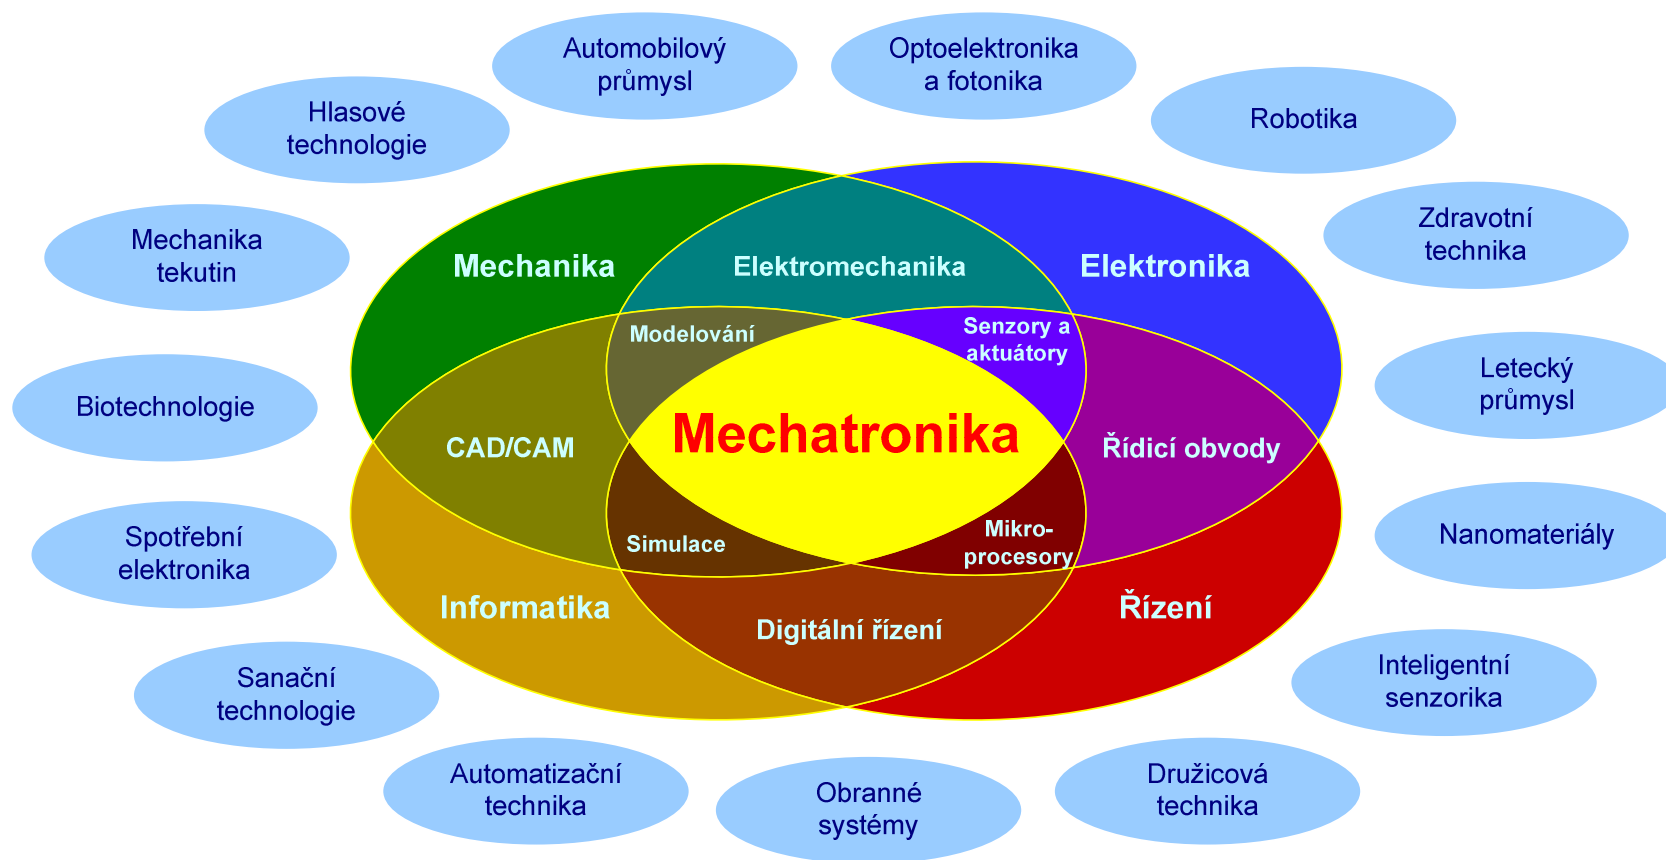 Automobilový
průmysl
Optoelektronika
a fotonika
Hlasové
technologie
Robotika
Mechanika
tekutin
Zdravotní
technika
Mechanika
Elektromechanika
Elektronika
Modelování
Senzory a
aktuátory
Letecký
průmysl
Biotechnologie
Mechatronika
CAD/CAM
Řídicí obvody
Spotřební
elektronika
Simulace
Mikro-
procesory
Nanomateriály
Informatika
Digitální řízení
Řízení
Sanační
technologie
Inteligentní
senzorika
Automatizační
technika
Obranné
systémy
Družicová
technika